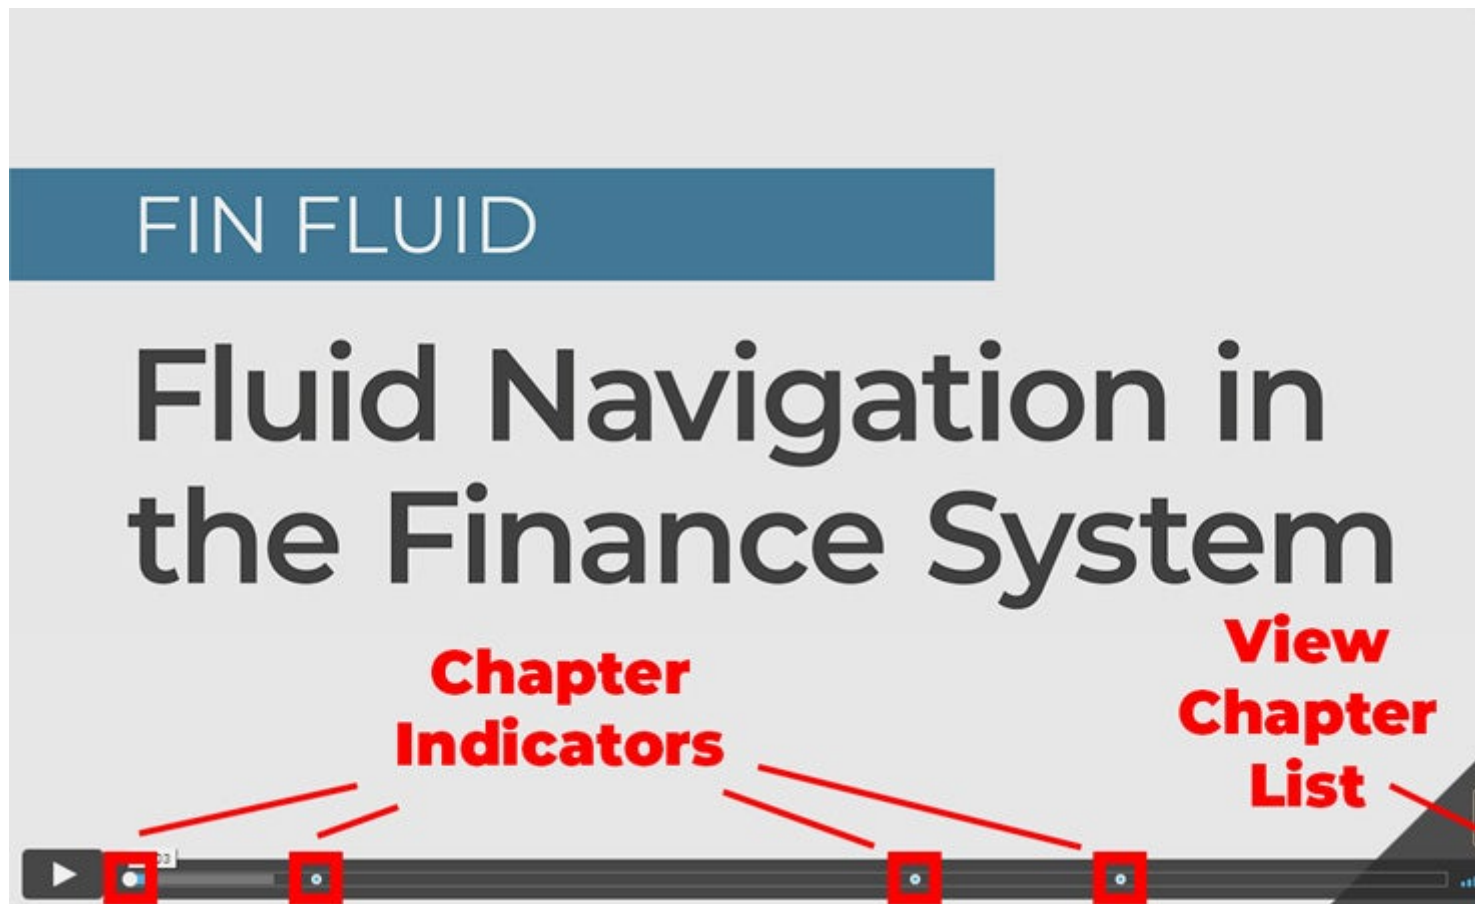 FIN FLUID
Fluid Navigation in
the Finance System
Chapter
Indicators
View
Chapter
List